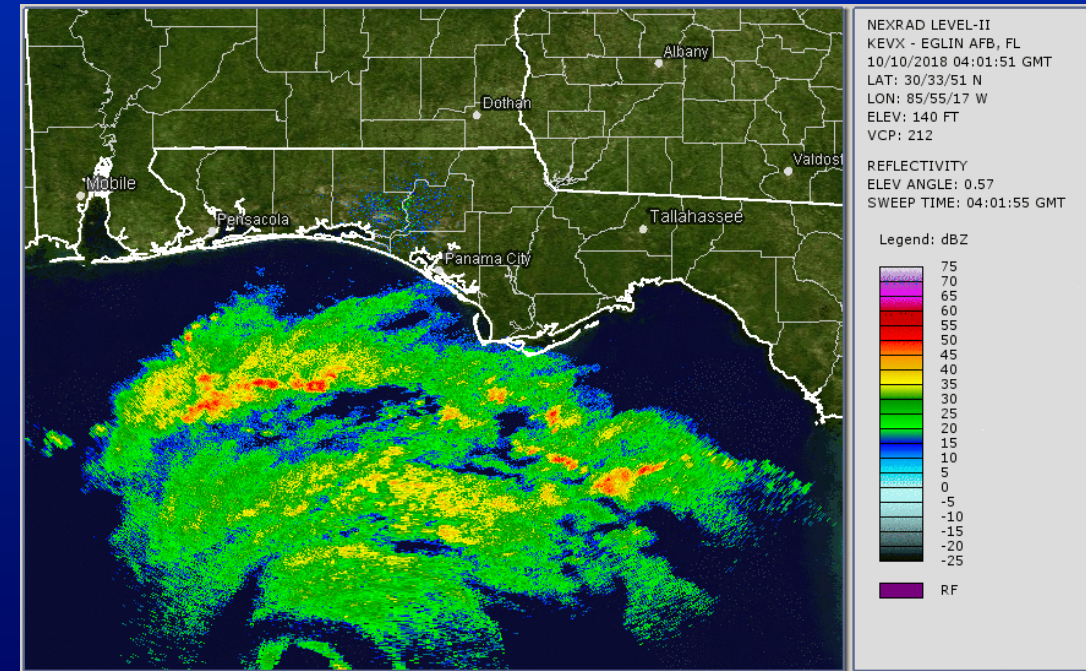 Albany
Dothan
Valdost
Mobile
Pensacola
Tallahassee
Panama City
NEXRAD LEVEL-II
KEVX - EGLIN AFB, FL
10/10/2018 04:01:51 GMT
LAT: 30/33/51 N
LON: 85/55/17 W
ELEV: 140 FT
VCP: 212
REFLECTIVITY
ELEV ANGLE: 0.57
SWEEP TIME: 04:01:55 GMT
Legend: dBZ
75
70
65
60
55
50
45
40
35
30
25
20
15
10
5
0
-5
-10
-15
-20
-25
RF